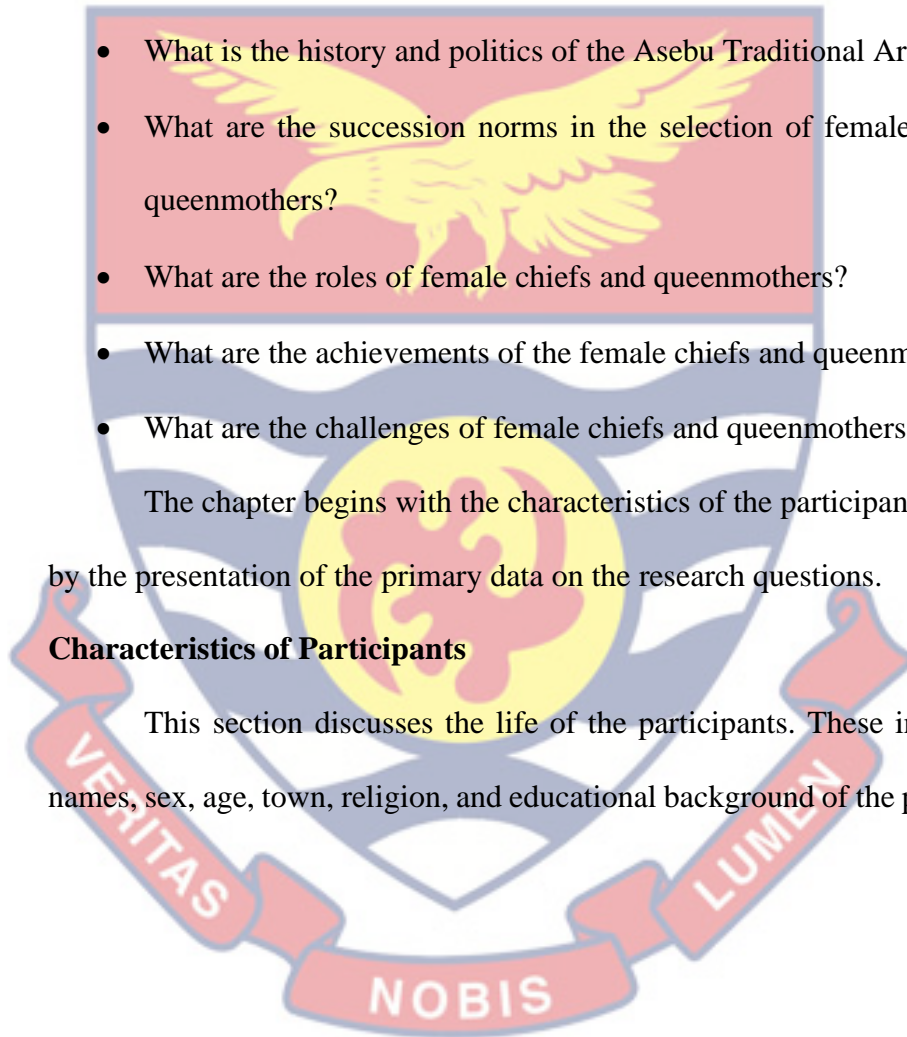 • What is the history and politics of the Asebu Traditional Ar
• What are the succession norms in the selection of female
queenmothers?
• What are the roles of female chiefs and queenmothers?
• What are the achievements of the female chiefs and queenm
• What are the challenges of female chiefs and queenmothers
The chapter begins with the characteristics of the participan
by the presentation of the primary data on the research questions.
Characteristics of Participants
This section discusses the life of the participants. These in
names, sex, age, town, religion, and educational background of the p
VERITAS
NOBIS
LUMEN